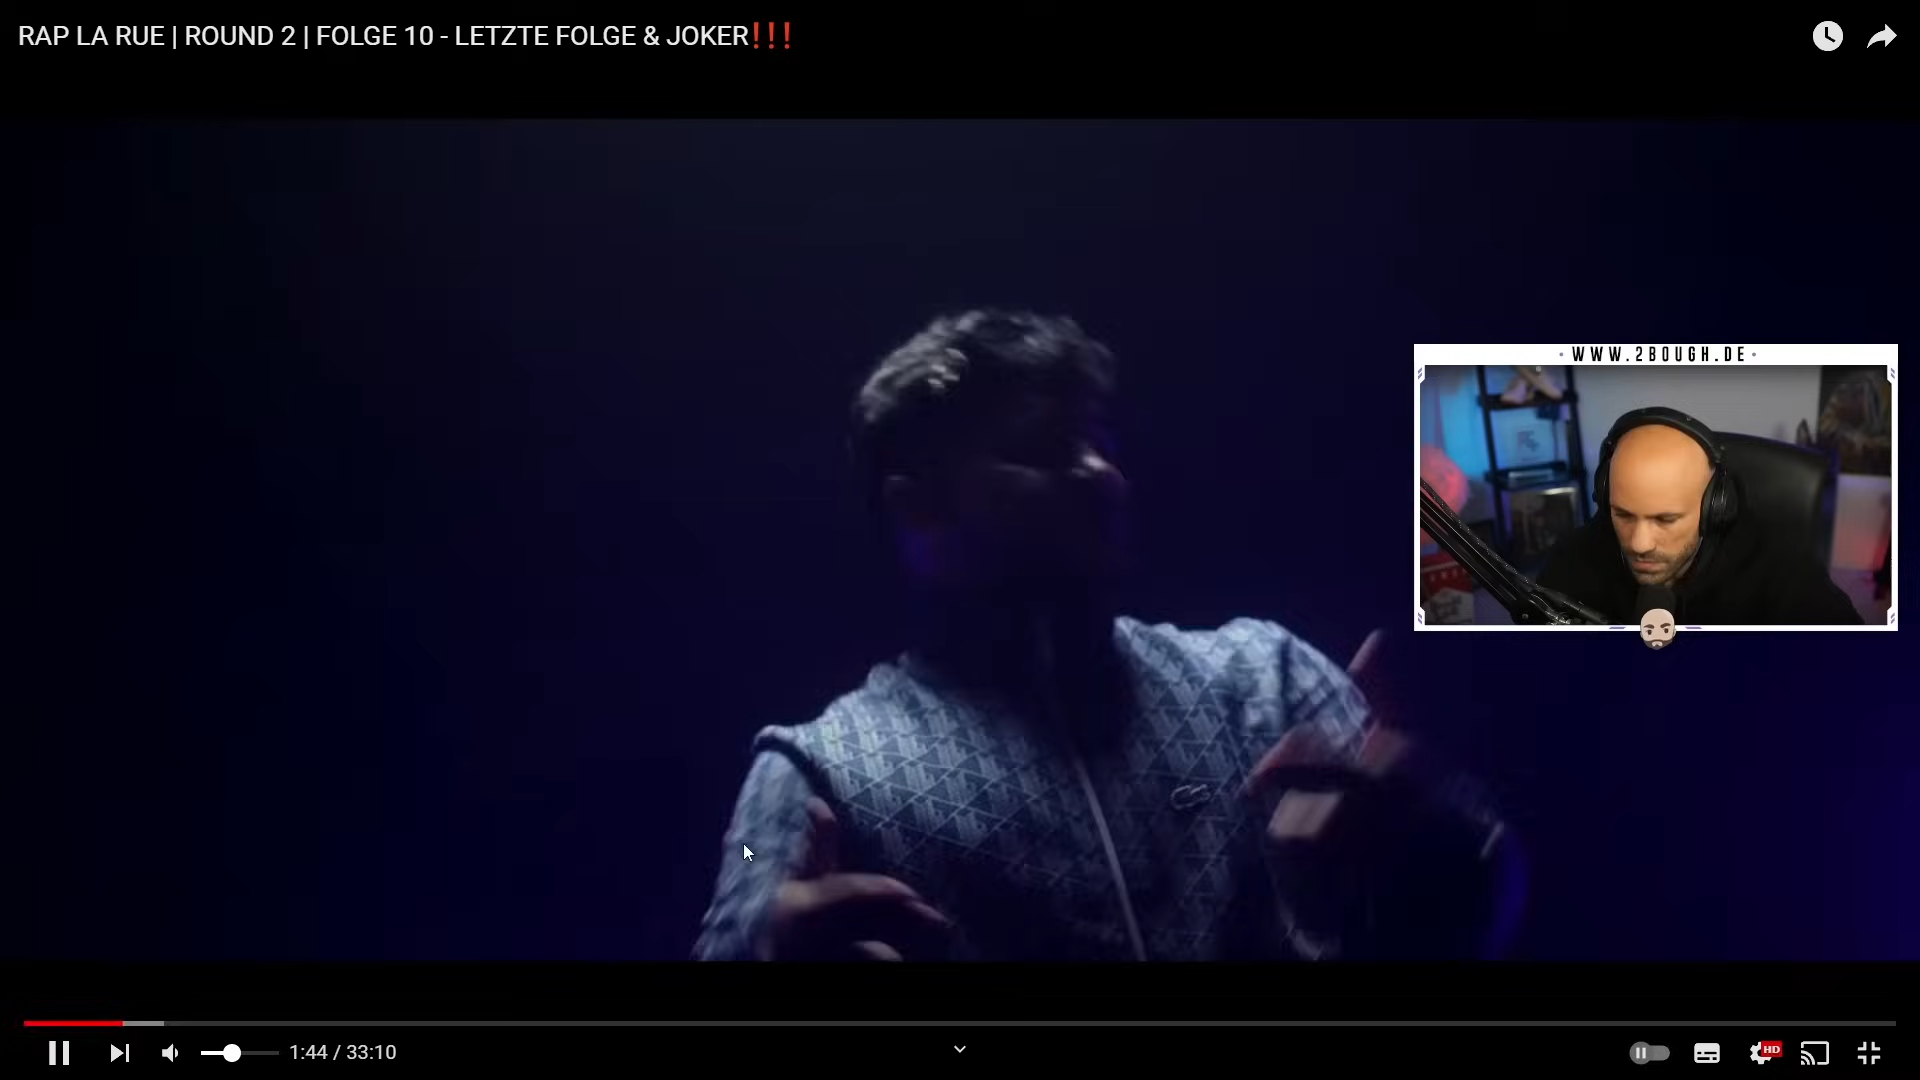 RAP LA RUE | ROUND 2 | FOLGE 10 - LETZTE FOLGE & JOKER❗❗❗
• WWW.2BOUGH.DE •
1:44 / 33:10
HD